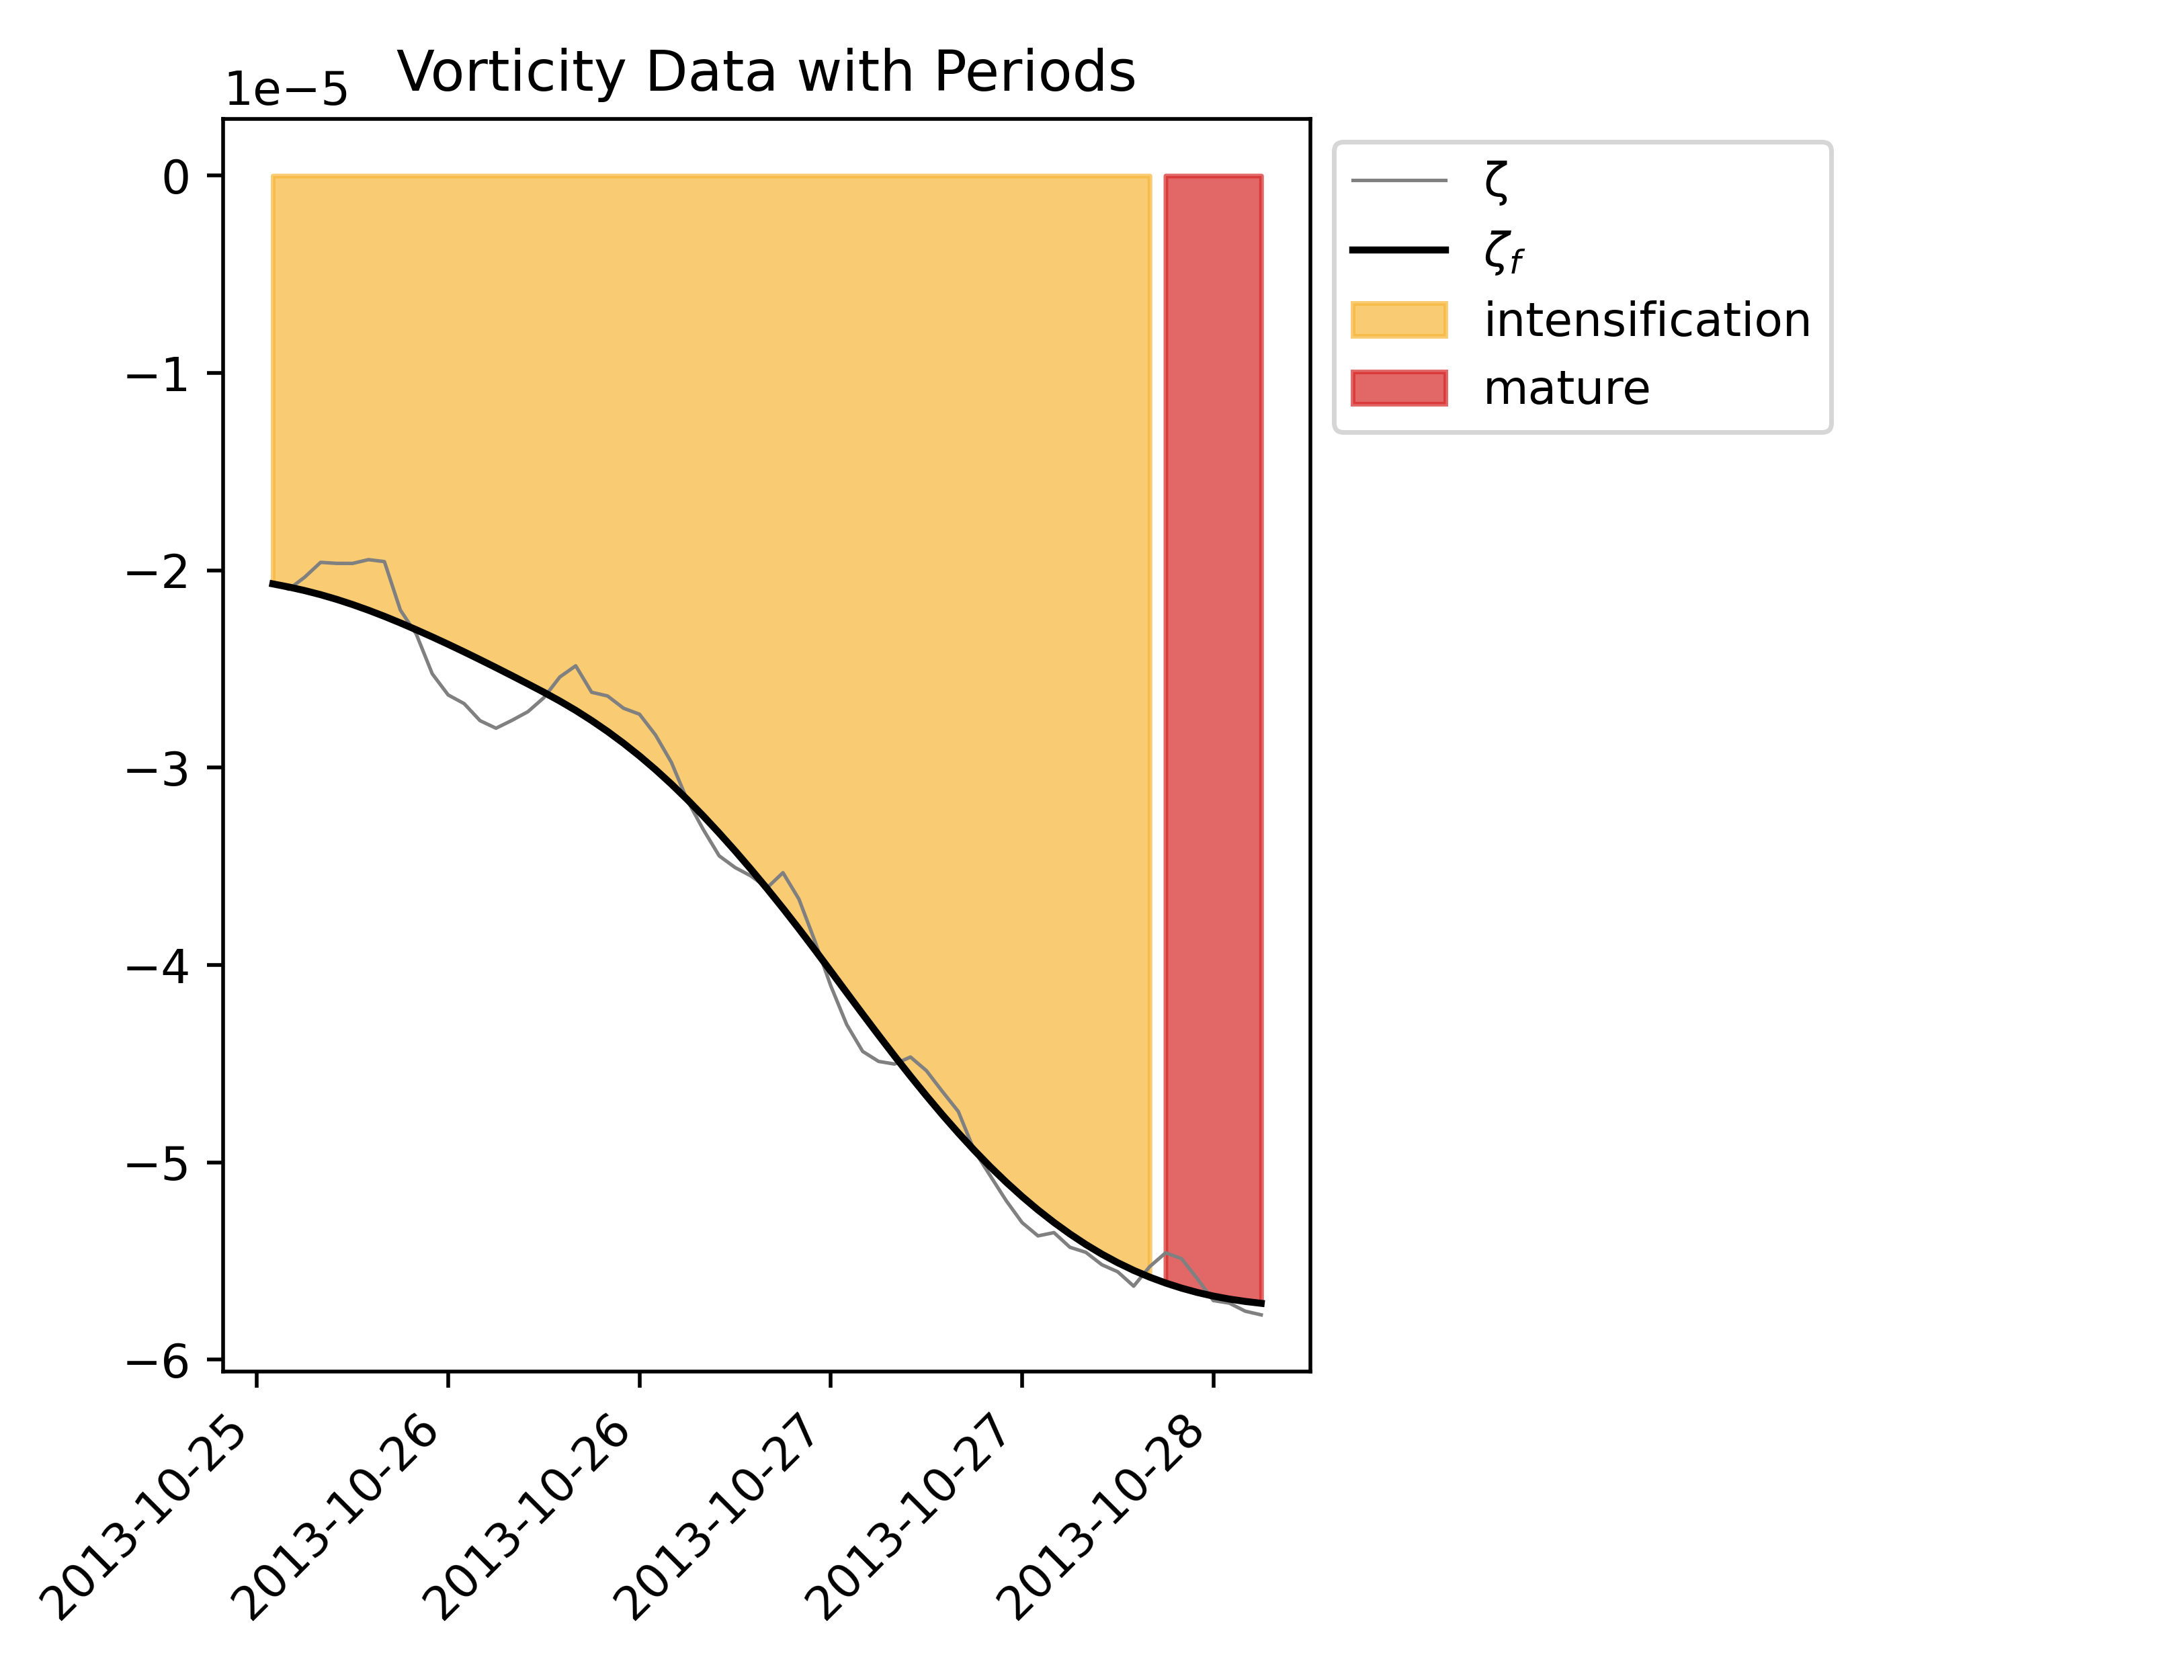 Vorticity Data with Periods
1e−5
0
−1
−2
−3
−4
−5
−6
2013-10-25
2013-10-26
2013-10-26
2013-10-27
2013-10-27
2013-10-28
ζ
ζf
intensification
mature